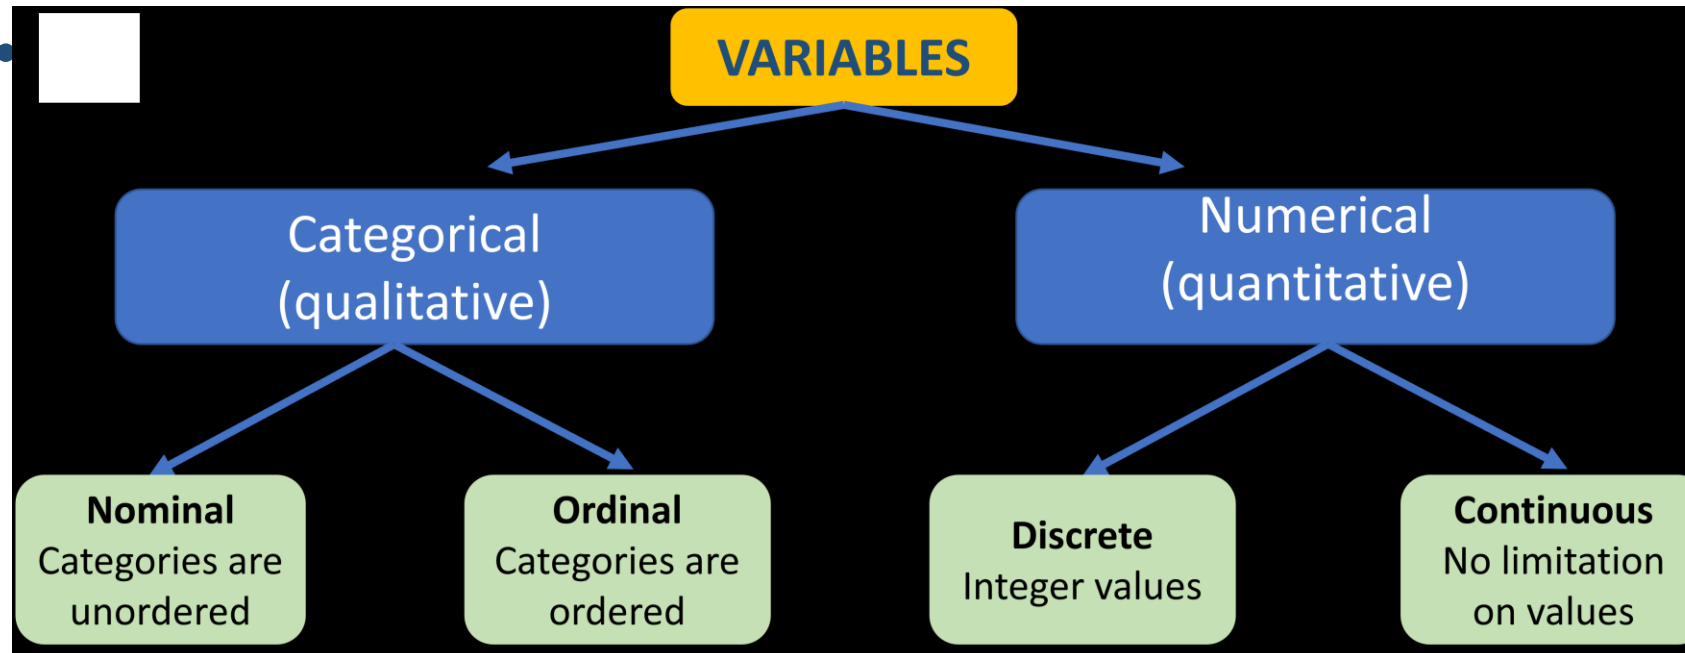 VARIABLES
Categorical
(qualitative)
Numerical
(quantitative)
Nominal
Categories are
unordered
Ordinal
Categories are
ordered
Discrete
Integer values
Continuous
No limitation
on values